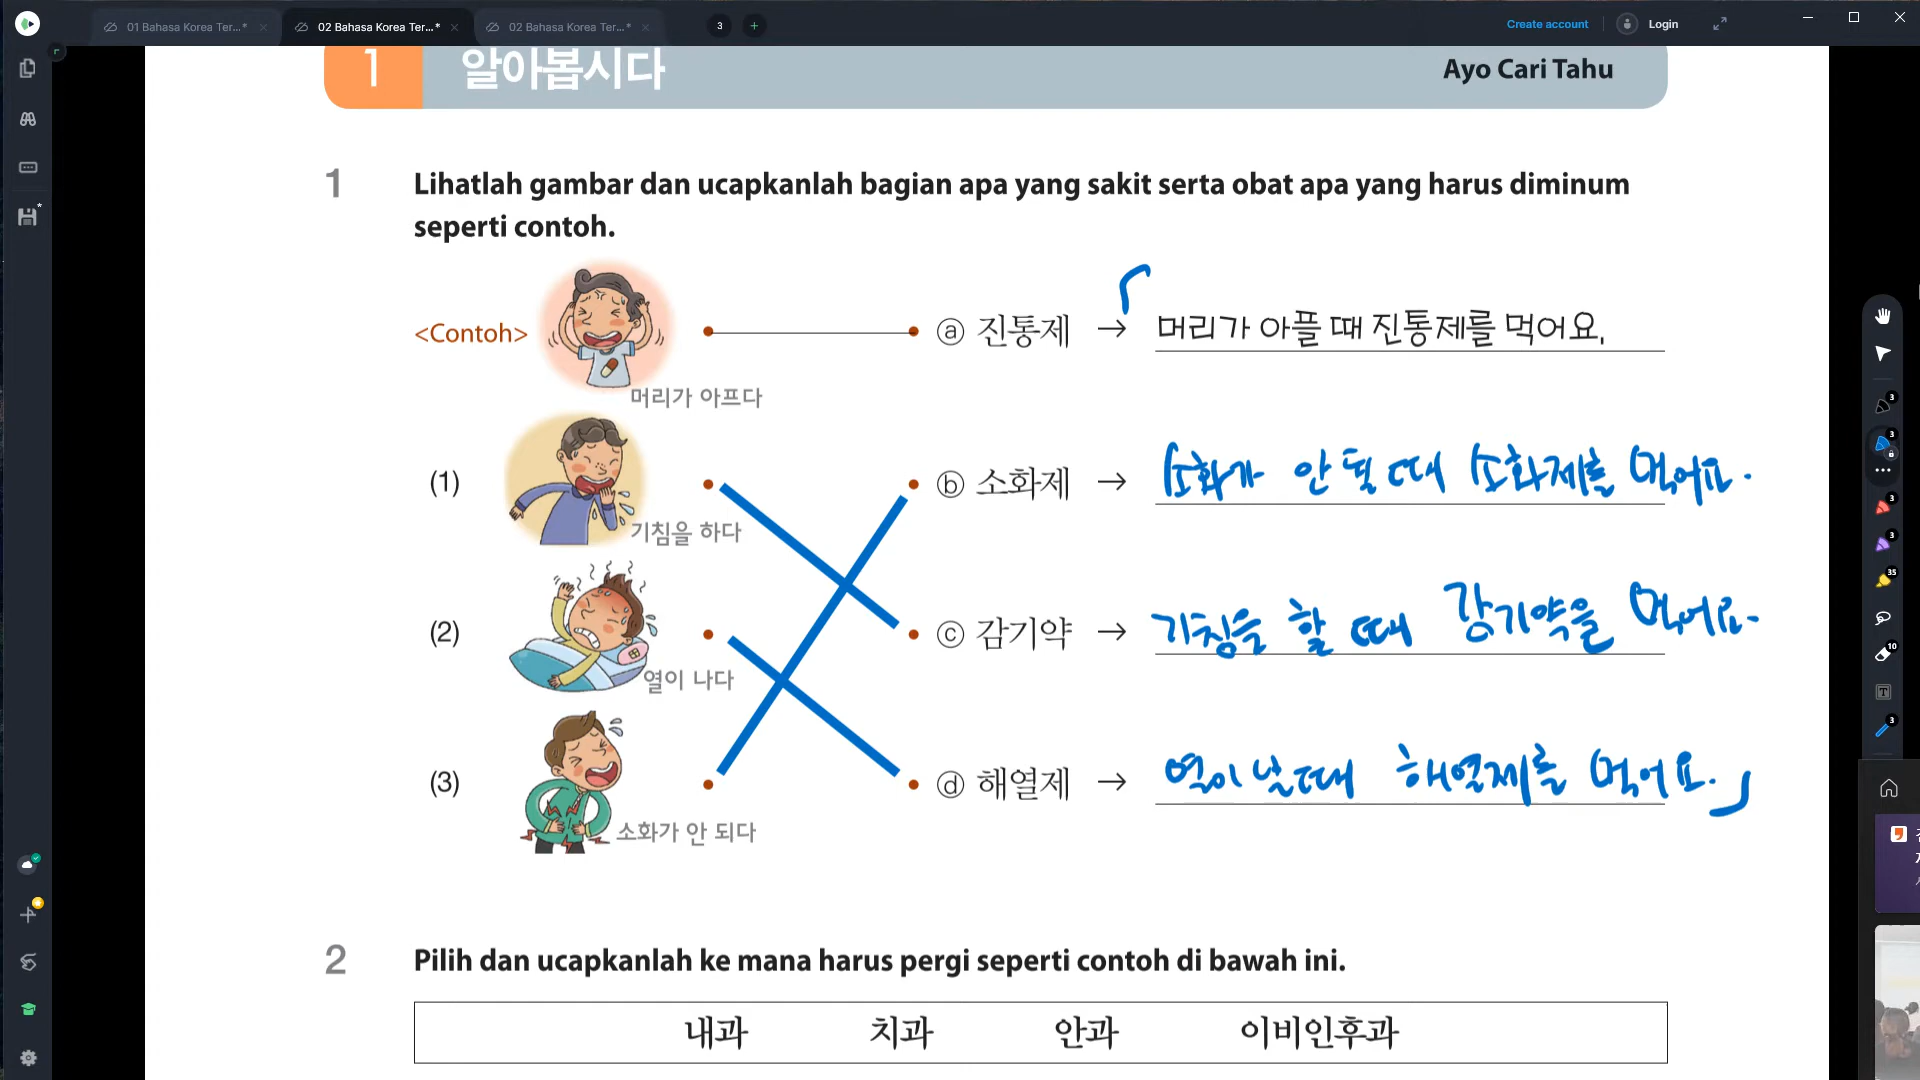 01 Bahasa Korea Ter...*
02 Bahasa Korea Ter...*
02 Bahasa Korea Ter...*
3
Create account
Login
1 알아봅시다 Ayo Cari Tahu
1 Lihatlah gambar dan ucapkanlah bagian apa yang sakit serta obat apa yang harus diminum
seperti contoh.
<Contoh> ⓐ 진통제 → 머리가 아플 때 진통제를 먹어요.
머리가 아프다
(1) ⓑ 소화제 → 소화가 안 될 때 소화제를 먹어요.
기침을 하다
(2) ⓒ 감기약 → 기침을 할 때 감기약을 먹어요.
열이 나다
(3) ⓓ 해열제 → 열이 날 때 해열제를 먹어요.
소화가 안 되다
2 Pilih dan ucapkanlah ke mana harus pergi seperti contoh di bawah ini.
내과 치과 안과 이비인후과
3
3
3
3
35
10
T
3